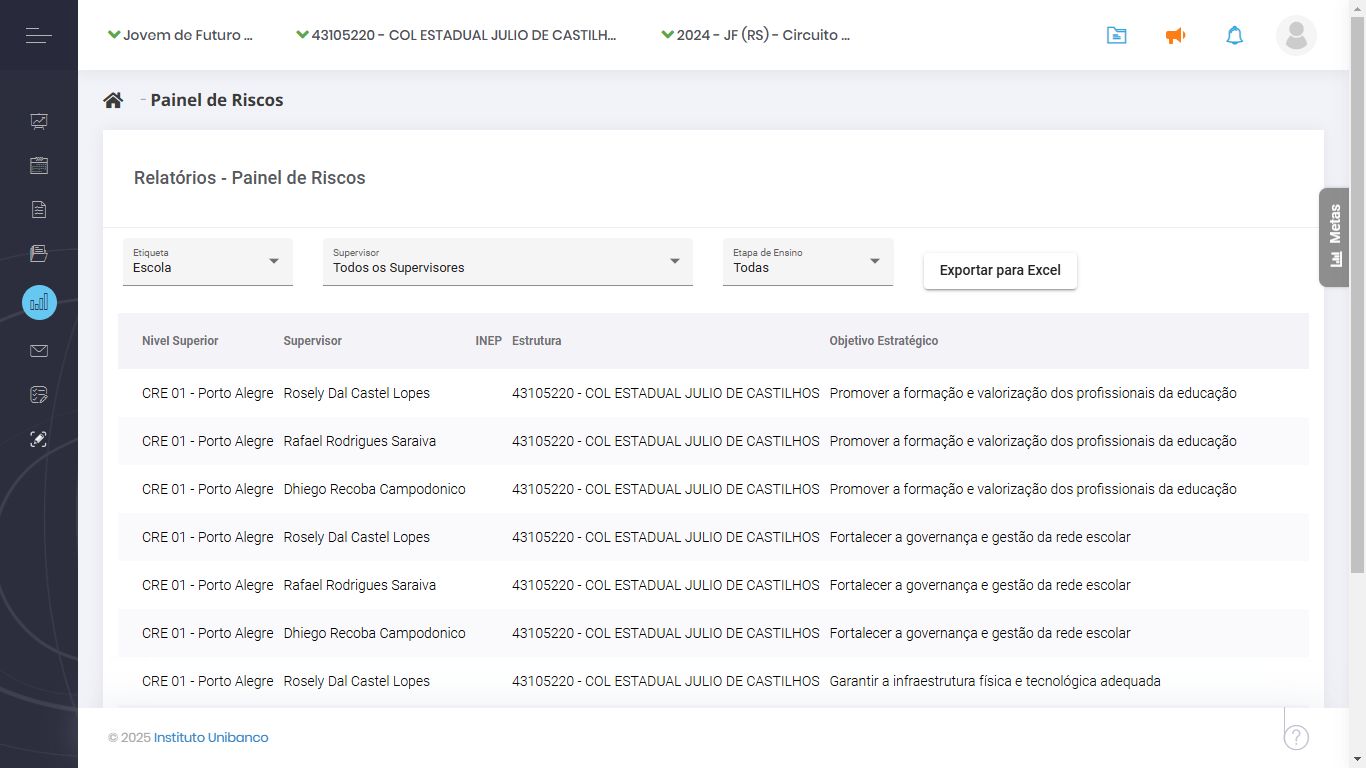 Jovem de Futuro ... 43105220 - COL ESTADUAL JULIO DE CASTILH... 2024 - JF (RS) - Circuito ...
- Painel de Riscos
Relatórios - Painel de Riscos
Metas
Etiqueta Supervisor Etapa de Ensino
Escola Todos os Supervisores Todas Exportar para Excel
Nivel Superior Supervisor INEP Estrutura Objetivo Estratégico
CRE 01 - Porto Alegre Rosely Dal Castel Lopes 43105220 - COL ESTADUAL JULIO DE CASTILHOS Promover a formação e valorização dos profissionais da educação
CRE 01 - Porto Alegre Rafael Rodrigues Saraiva 43105220 - COL ESTADUAL JULIO DE CASTILHOS Promover a formação e valorização dos profissionais da educação
CRE 01 - Porto Alegre Dhiego Recoba Campodonico 43105220 - COL ESTADUAL JULIO DE CASTILHOS Promover a formação e valorização dos profissionais da educação
CRE 01 - Porto Alegre Rosely Dal Castel Lopes 43105220 - COL ESTADUAL JULIO DE CASTILHOS Fortalecer a governança e gestão da rede escolar
CRE 01 - Porto Alegre Rafael Rodrigues Saraiva 43105220 - COL ESTADUAL JULIO DE CASTILHOS Fortalecer a governança e gestão da rede escolar
CRE 01 - Porto Alegre Dhiego Recoba Campodonico 43105220 - COL ESTADUAL JULIO DE CASTILHOS Fortalecer a governança e gestão da rede escolar
CRE 01 - Porto Alegre Rosely Dal Castel Lopes 43105220 - COL ESTADUAL JULIO DE CASTILHOS Garantir a infraestrutura física e tecnológica adequada
© 2025 Instituto Unibanco ?